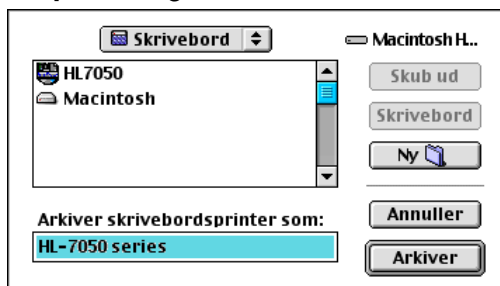 Skrivebord
Macintosh H...
HL7050
Macintosh
Skub ud
Skrivebord
Ny
Arkiver skrivebordsprinter som:
HL-7050 series
Annuller
Arkiver